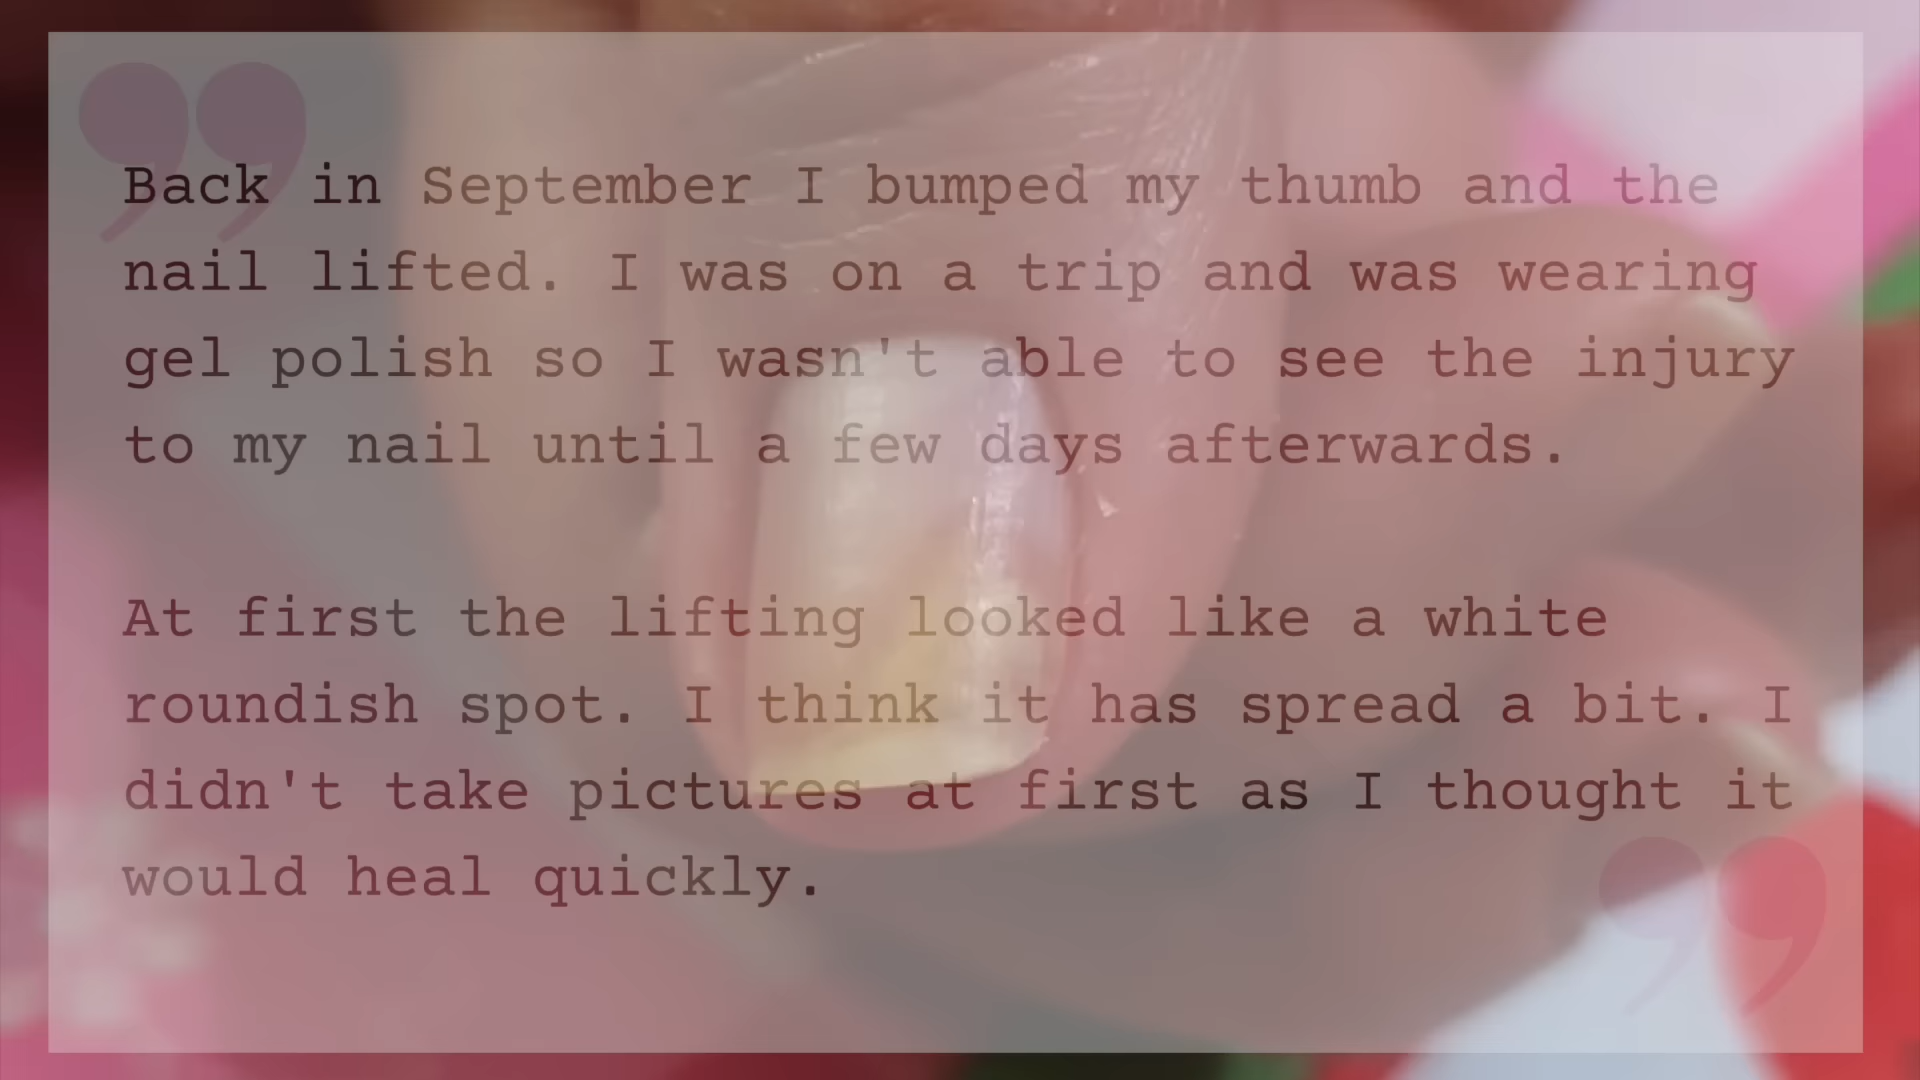 Back in September I bumped my thumb and the
nail lifted. I was on a trip and was wearing
gel polish so I wasn't able to see the injury
to my nail until a few days afterwards.
At first the lifting looked like a white
roundish spot. I think it has spread a bit. I
didn't take pictures at first as I thought it
would heal quickly.